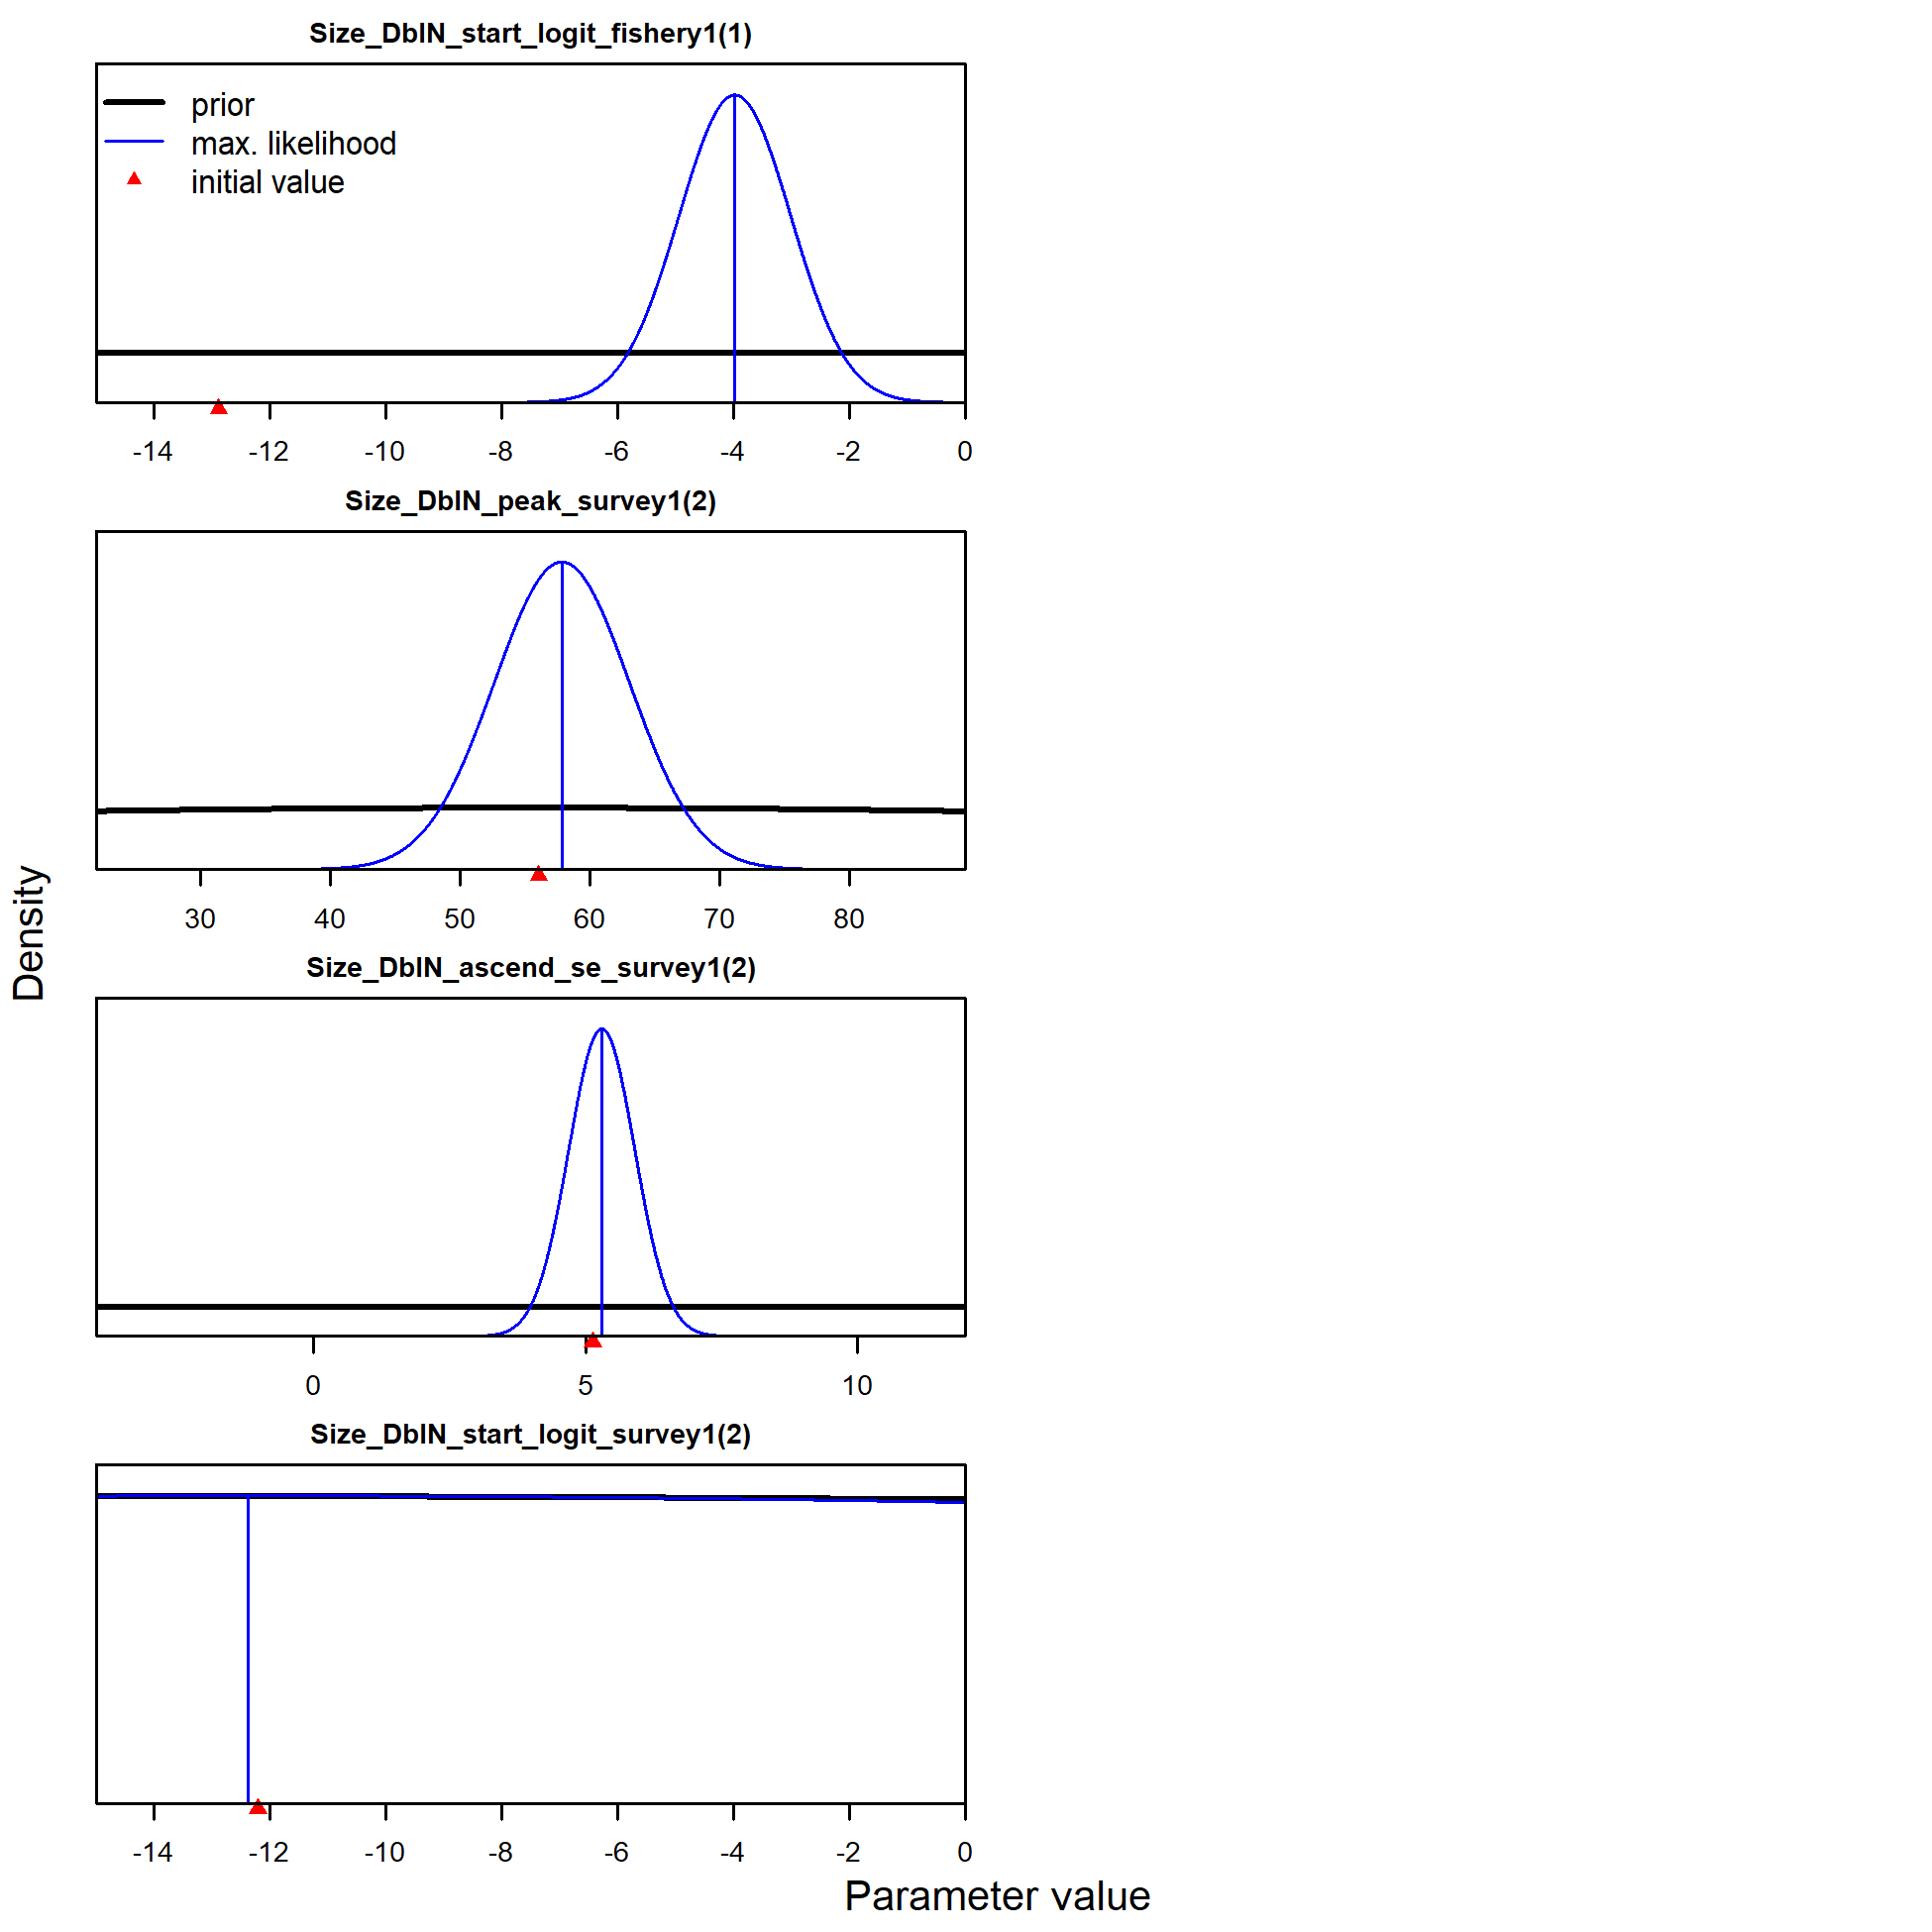 Size_DblN_start_logit_fishery1(1)
prior
max. likelihood
initial value
-14 -12 -10 -8 -6 -4 -2 0
Size_DblN_peak_survey1(2)
30 40 50 60 70 80
Density
Size_DblN_ascend_se_survey1(2)
0 5 10
Size_DblN_start_logit_survey1(2)
-14 -12 -10 -8 -6 -4 -2 0
Parameter value